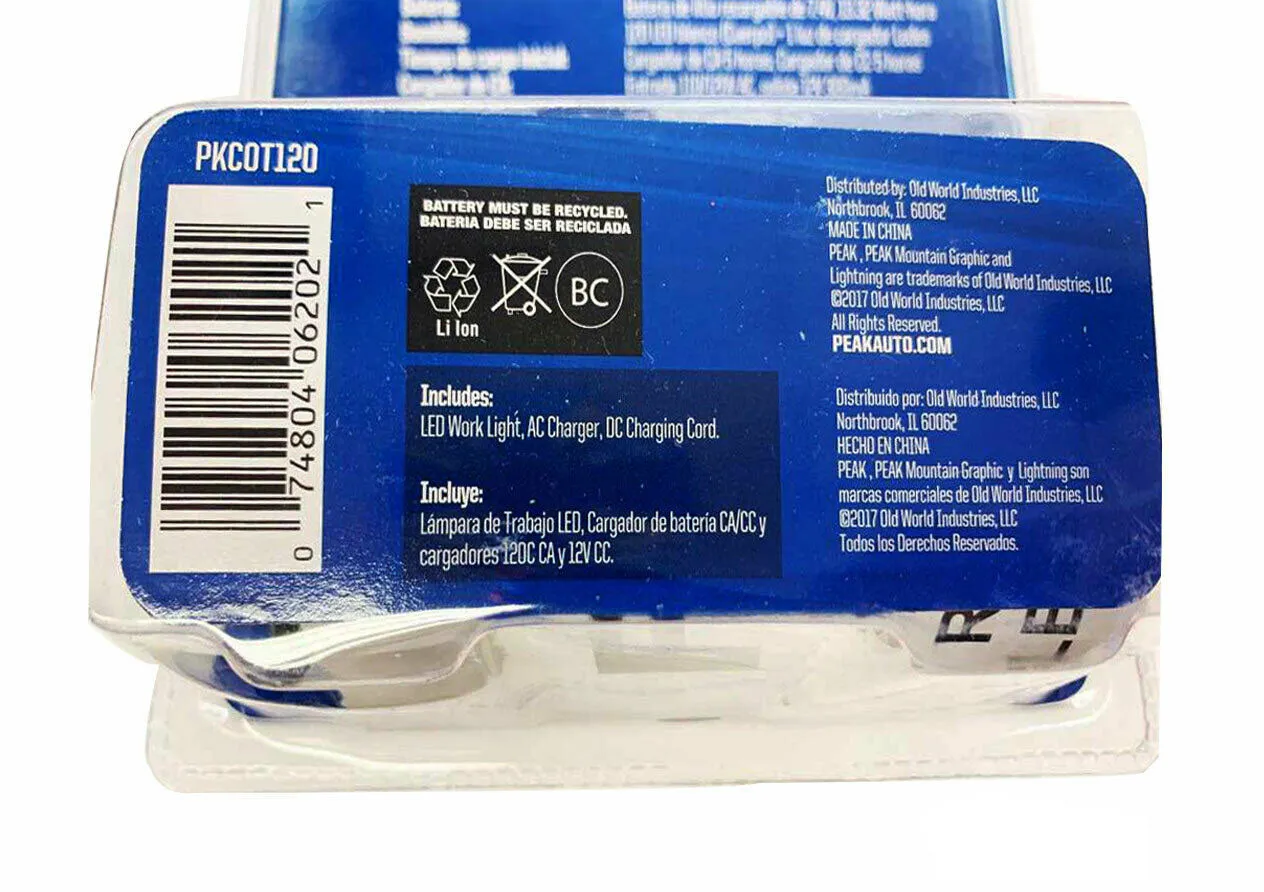 PKC0T120
0 74804 06202 1
BATTERY MUST BE RECYCLED.
BATERIA DEBE SER RECICLADA
BC
Li Ion
Includes:
LED Work Light, AC Charger, DC Charging Cord.
Incluye:
Lámpara de Trabajo LED, Cargador de batería CA/CC y
cargadores 120C CA y 12V CC.
Distributed by: Old World Industries, LLC
Northbrook, IL 60062
MADE IN CHINA
PEAK , PEAK Mountain Graphic and
Lightning are trademarks of Old World Industries, LLC
©2017 Old World Industries, LLC
All Rights Reserved.
PEAKAUTO.COM
Distribuido por: Old World Industries, LLC
Northbrook, IL 60062
HECHO EN CHINA
PEAK , PEAK Mountain Graphic y Lightning son
marcas comerciales de Old World Industries, LLC
©2017 Old World Industries, LLC
Todos los Derechos Reservados.